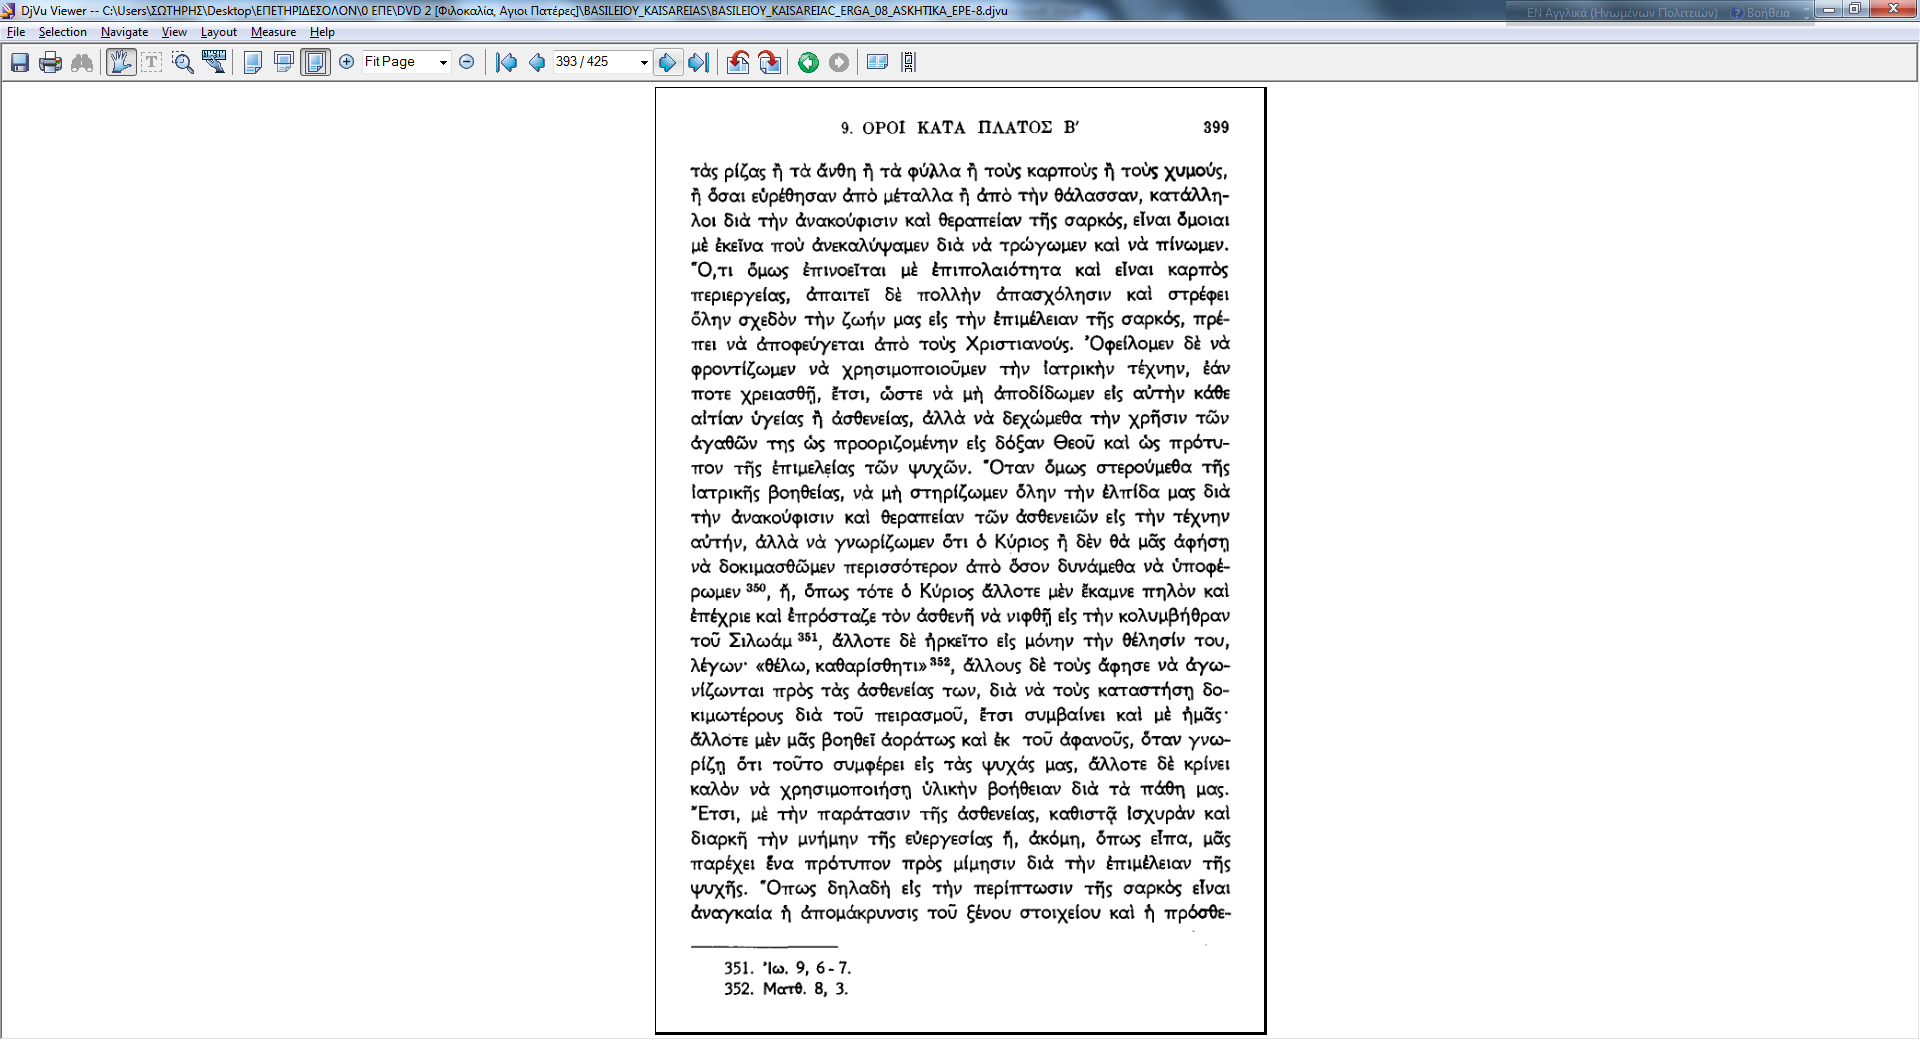 DjVu Viewer -- C:\Users\ΣΩΤΗΡΗΣ\Desktop\ΕΠΕΤΗΡΙΔΕΣΟΛΟΝ\0 ΕΠΕ\DVD 2 [Φιλοκαλία, Αγιοι Πατέρες]\BASILEIOY_KAISAREIAS\BASILEIOY_KAISAREIAC_ERGA_08_ASKHTIKA_EPE-8.djvu
EN Αγγλικά (Ηνωμένων Πολιτειών) Βοήθεια
File Selection Navigate View Layout Measure Help
Fit Page 393 / 425
9. ΟΡΟΙ ΚΑΤΑ ΠΛΑΤΟΣ Β′ 399
τὰς ρίζας ἢ τὰ ἄνθη ἢ τὰ φύλλα ἢ τοὺς καρποὺς ἢ τοὺς χυμούς,
ἢ ὅσαι εὑρέθησαν ἀπὸ μέταλλα ἢ ἀπὸ τὴν θάλασσαν, κατάλλη-
λοι διὰ τὴν ἀνακούφισιν καὶ θεραπείαν τῆς σαρκός, εἶναι ὅμοιαι
μὲ ἐκεῖνα ποὺ ἀνεκαλύψαμεν διὰ νὰ τρώγωμεν καὶ νὰ πίνωμεν.
Ὅ,τι ὅμως ἐπινοεῖται μὲ ἐπιπολαιότητα καὶ εἶναι καρπὸς
περιεργείας, ἀπαιτεῖ δὲ πολλὴν ἀπασχόλησιν καὶ στρέφει
ὅλην σχεδὸν τὴν ζωήν μας εἰς τὴν ἐπιμέλειαν τῆς σαρκός, πρέ-
πει νὰ ἀποφεύγεται ἀπὸ τοὺς Χριστιανούς. Ὀφείλομεν δὲ νὰ
φροντίζωμεν νὰ χρησιμοποιοῦμεν τὴν ἰατρικὴν τέχνην, ἐάν
ποτε χρειασθῇ, ἔτσι, ὥστε νὰ μὴ ἀποδίδωμεν εἰς αὐτὴν κάθε
αἰτίαν ὑγείας ἢ ἀσθενείας, ἀλλὰ νὰ δεχώμεθα τὴν χρῆσιν τῶν
ἀγαθῶν της ὡς προοριζομένην εἰς δόξαν Θεοῦ καὶ ὡς πρότυ-
πον τῆς ἐπιμελείας τῶν ψυχῶν. Ὅταν ὅμως στερούμεθα τῆς
ἰατρικῆς βοηθείας, νὰ μὴ στηρίζωμεν ὅλην τὴν ἐλπίδα μας διὰ
τὴν ἀνακούφισιν καὶ θεραπείαν τῶν ἀσθενειῶν εἰς τὴν τέχνην
αὐτήν, ἀλλὰ νὰ γνωρίζωμεν ὅτι ὁ Κύριος ἢ δὲν θὰ μᾶς ἀφήσῃ
νὰ δοκιμασθῶμεν περισσότερον ἀπὸ ὅσον δυνάμεθα νὰ ὑποφέ-
ρωμεν 350, ἤ, ὅπως τότε ὁ Κύριος ἄλλοτε μὲν ἔκαμνε πηλὸν καὶ
ἐπέχριε καὶ ἐπρόσταζε τὸν ἀσθενῆ νὰ νιφθῇ εἰς τὴν κολυμβήθραν
τοῦ Σιλωάμ 351, ἄλλοτε δὲ ἠρκεῖτο εἰς μόνην τὴν θέλησίν του,
λέγων· «θέλω, καθαρίσθητι» 352, ἄλλους δὲ τοὺς ἄφησε νὰ ἀγω-
νίζωνται πρὸς τὰς ἀσθενείας των, διὰ νὰ τοὺς καταστήσῃ δο-
κιμωτέρους διὰ τοῦ πειρασμοῦ, ἔτσι συμβαίνει καὶ μὲ ἡμᾶς·
ἄλλοτε μὲν μᾶς βοηθεῖ ἀοράτως καὶ ἐκ τοῦ ἀφανοῦς, ὅταν γνω-
ρίζῃ ὅτι τοῦτο συμφέρει εἰς τὰς ψυχάς μας, ἄλλοτε δὲ κρίνει
καλὸν νὰ χρησιμοποιήσῃ ὑλικὴν βοήθειαν διὰ τὰ πάθη μας.
Ἔτσι, μὲ τὴν παράτασιν τῆς ἀσθενείας, καθιστᾷ ἰσχυρὰν καὶ
διαρκῆ τὴν μνήμην τῆς εὐεργεσίας ἤ, ἀκόμη, ὅπως εἶπα, μᾶς
παρέχει ἕνα πρότυπον πρὸς μίμησιν διὰ τὴν ἐπιμέλειαν τῆς
ψυχῆς. Ὅπως δηλαδὴ εἰς τὴν περίπτωσιν τῆς σαρκὸς εἶναι
ἀναγκαία ἡ ἀπομάκρυνσις τοῦ ξένου στοιχείου καὶ ἡ πρόσθε-
351. Ἰω. 9, 6 - 7.
352. Ματθ. 8, 3.